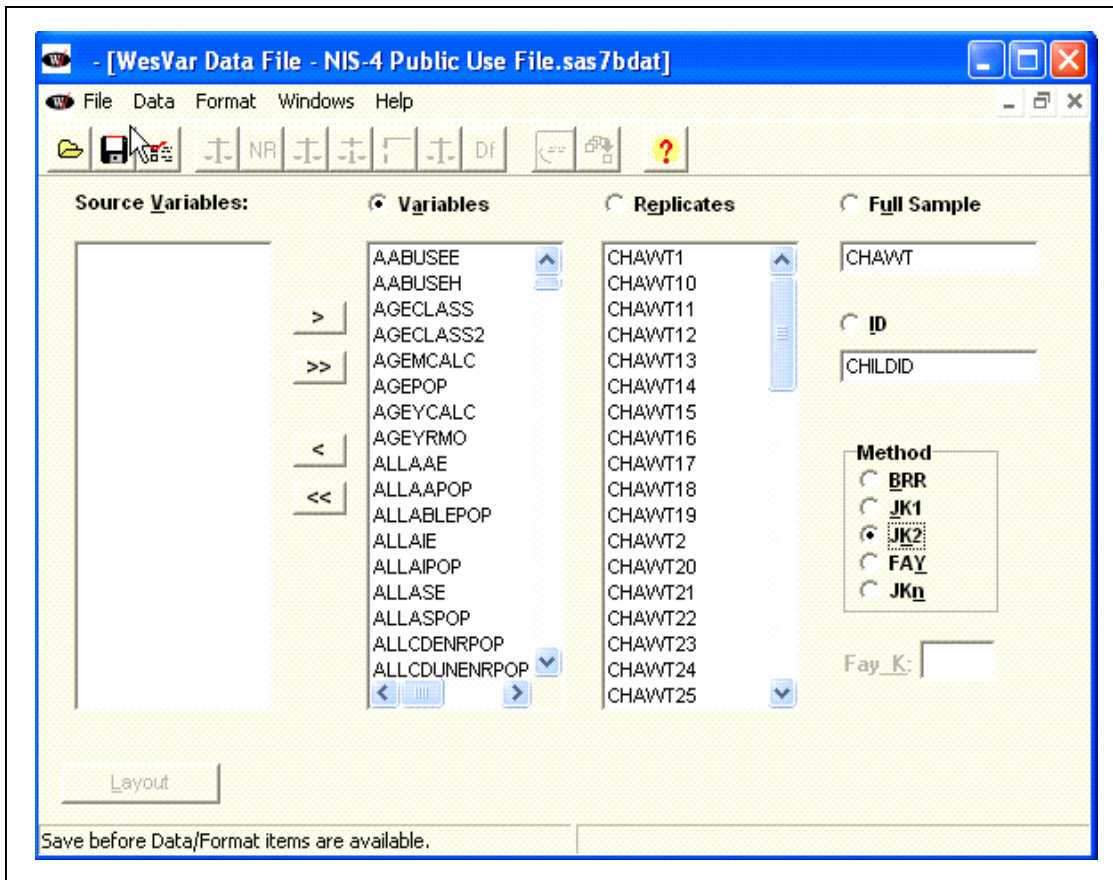 - [WesVar Data File - NIS-4 Public Use File.sas7bdat]
File Data Format Windows Help
NR Df ?
Source Variables:
Variables
Replicates
Full Sample
>
>>
<
<<
AABUSEE
AABUSEH
AGECLASS
AGECLASS2
AGEMCALC
AGEPOP
AGEYCALC
AGEYRMO
ALLAAE
ALLAAPOP
ALLABLEPOP
ALLAIE
ALLAIPOP
ALLASE
ALLASPOP
ALLCDENRPOP
ALLCDUNENRPOP
CHAWT1
CHAWT10
CHAWT11
CHAWT12
CHAWT13
CHAWT14
CHAWT15
CHAWT16
CHAWT17
CHAWT18
CHAWT19
CHAWT2
CHAWT20
CHAWT21
CHAWT22
CHAWT23
CHAWT24
CHAWT25
CHAWT
ID
CHILDID
Method
BRR
JK1
JK2
FAY
JKn
Fay_K:
Layout
Save before Data/Format items are available.